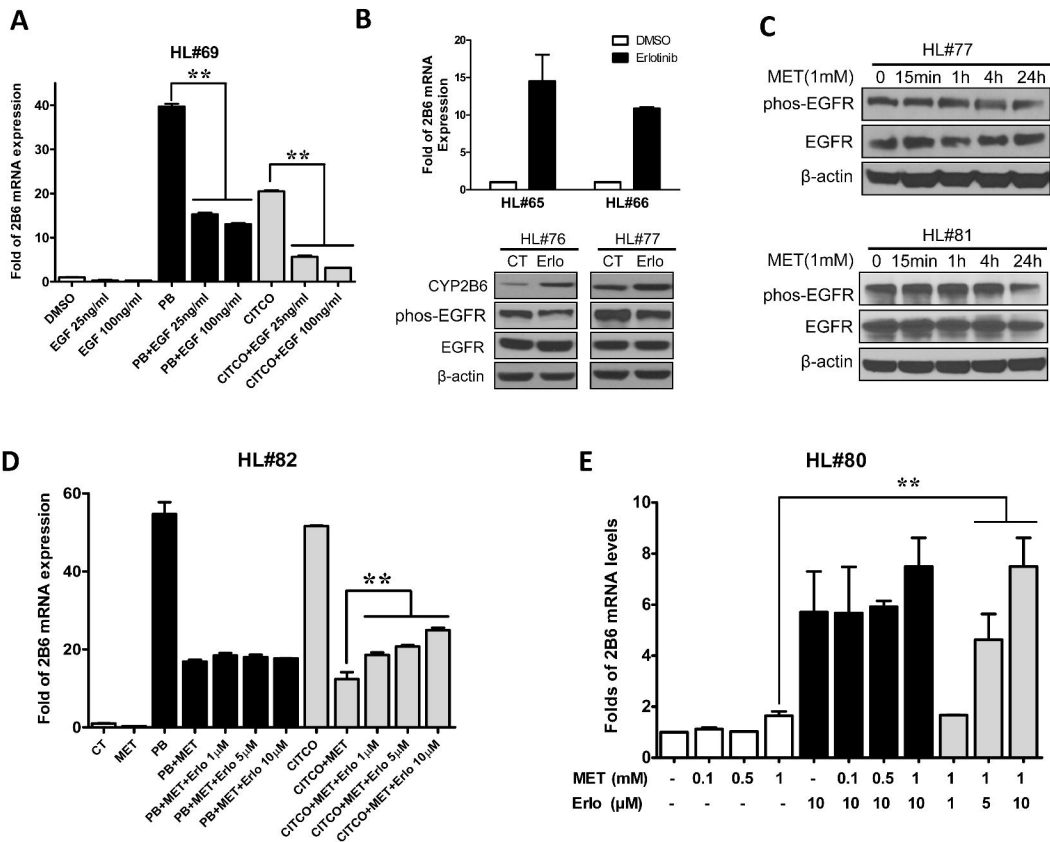 A
HL#69
Fold of 2B6 mRNA expression
50
40
30
20
10
0
**
**
DMSO
EGF 25ng/ml
EGF 100ng/ml
PB
PB+EGF 25ng/ml
PB+EGF 100ng/ml
CITCO
CITCO+EGF 25ng/ml
CITCO+EGF 100ng/ml
B
DMSO
Erlotinib
Fold of 2B6 mRNA
Expression
20
15
10
5
0
HL#65
HL#66
HL#76 HL#77
CT Erlo CT Erlo
CYP2B6
phos-EGFR
EGFR
β-actin
C
HL#77
MET(1mM) 0 15min 1h 4h 24h
phos-EGFR
EGFR
β-actin
HL#81
MET(1mM) 0 15min 1h 4h 24h
phos-EGFR
EGFR
β-actin
D
HL#82
Fold of 2B6 mRNA expression
60
40
20
0
**
CT
MET
PB
PB+MET
PB+MET+Erlo 1µM
PB+MET+Erlo 5µM
PB+MET+Erlo 10µM
CITCO
CITCO+MET
CITCO+MET+Erlo 1µM
CITCO+MET+Erlo 5µM
CITCO+MET+Erlo 10µM
E
HL#80
Folds of 2B6 mRNA levels
10
8
6
4
2
0
**
MET (mM) - 0.1 0.5 1 - 0.1 0.5 1 1 1 1
Erlo (µM) - - - - 10 10 10 10 1 5 10